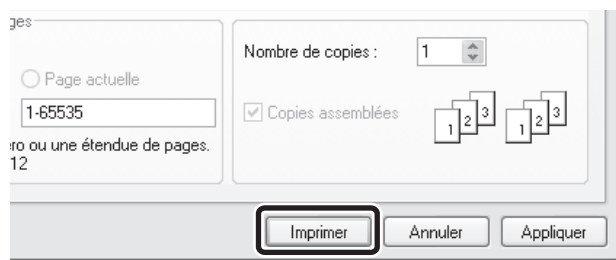 ges
Nombre de copies : 1
Page actuelle
1-65535
Copies assemblées
1 2 3 1 2 3
ro ou une étendue de pages.
12
Imprimer Annuler Appliquer